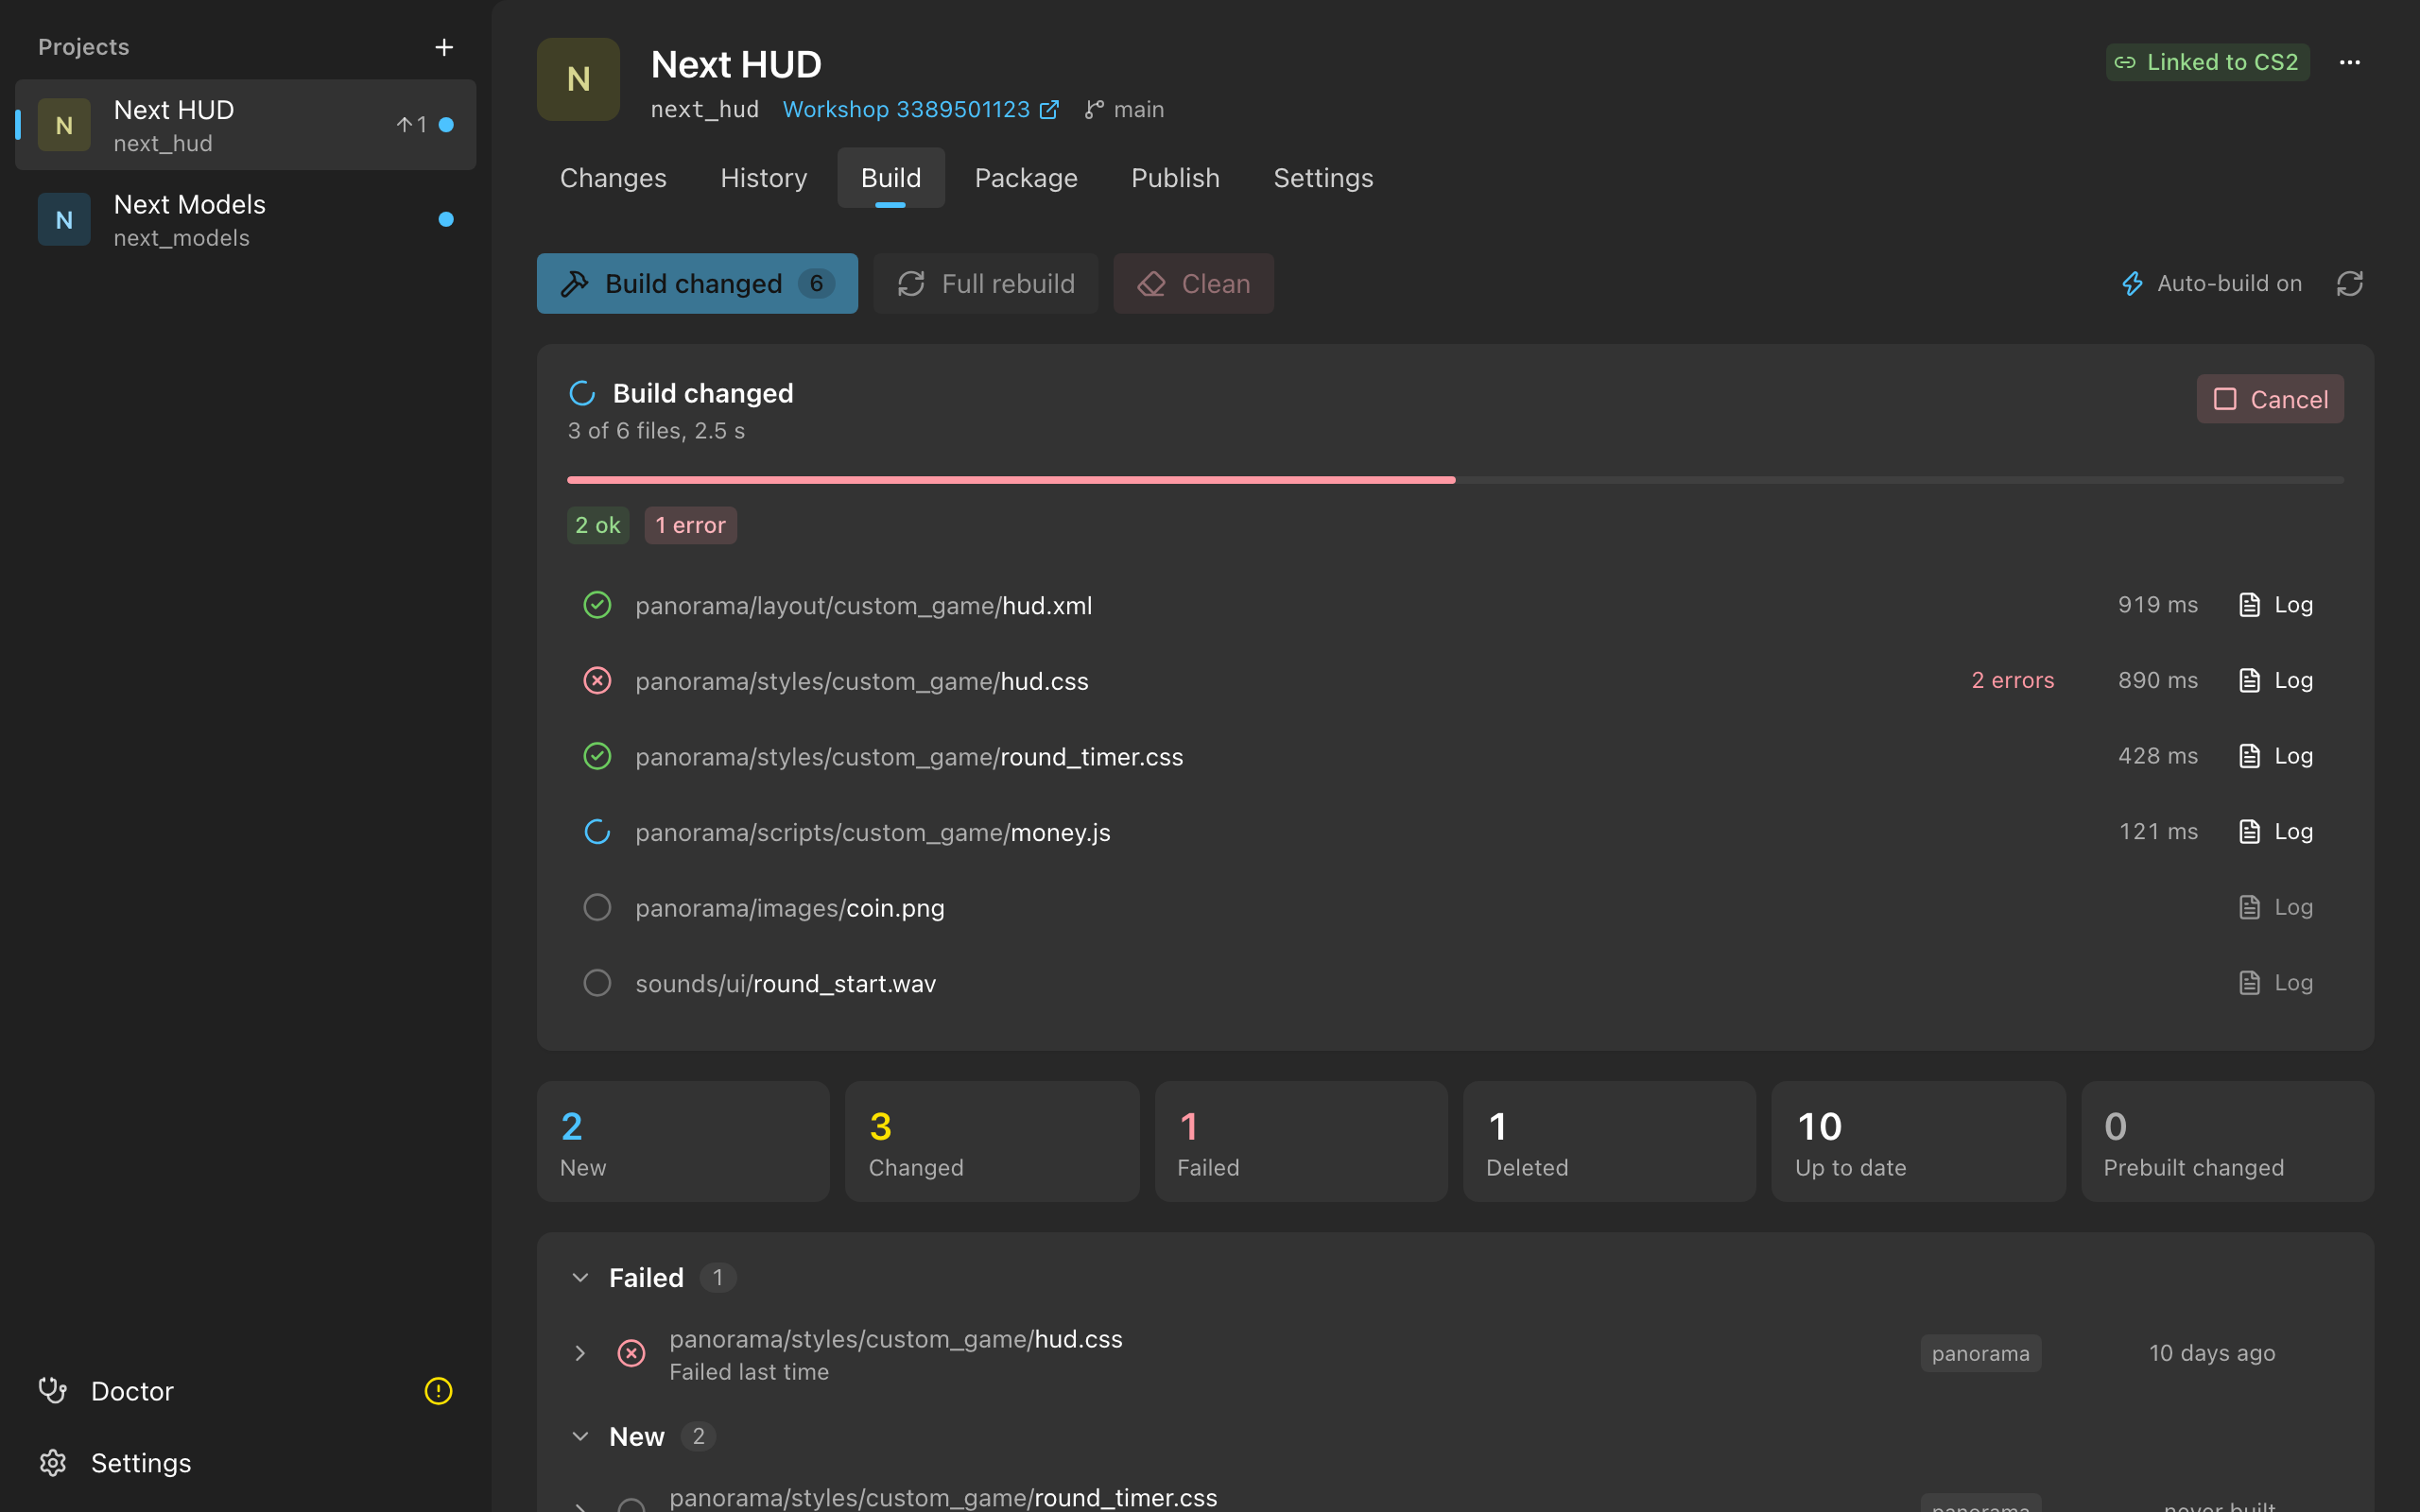 Projects
N
Next HUD
next_hud
1
N
Next Models
next_models
Doctor
Settings
N
Next HUD
next_hud Workshop 3389501123 main
Linked to CS2
Changes History Build Package Publish Settings
Build changed 6 Full rebuild Clean
Auto-build on
Build changed
3 of 6 files, 2.5 s
Cancel
2 ok 1 error
panorama/layout/custom_game/hud.xml 919 ms Log
panorama/styles/custom_game/hud.css 2 errors 890 ms Log
panorama/styles/custom_game/round_timer.css 428 ms Log
panorama/scripts/custom_game/money.js 121 ms Log
panorama/images/coin.png Log
sounds/ui/round_start.wav Log
2
New
3
Changed
1
Failed
1
Deleted
10
Up to date
0
Prebuilt changed
Failed 1
panorama/styles/custom_game/hud.css
Failed last time
panorama 10 days ago
New 2
panorama/styles/custom_game/round_timer.css
panorama never built